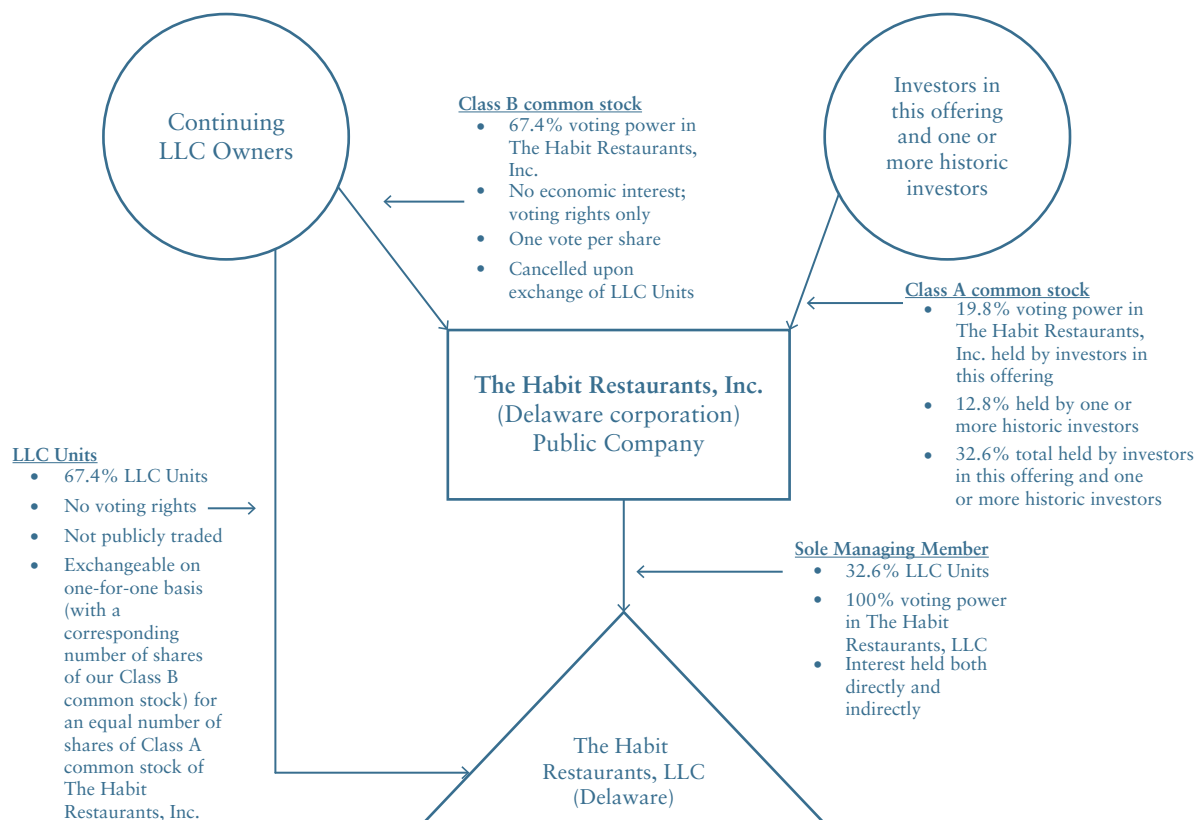 Continuing
LLC Owners
Class B common stock
• 67.4% voting power in
The Habit Restaurants,
Inc.
• No economic interest;
voting rights only
• One vote per share
• Cancelled upon
exchange of LLC Units
Investors in
this offering
and one or
more historic
investors
Class A common stock
• 19.8% voting power in
The Habit Restaurants,
Inc. held by investors in
this offering
• 12.8% held by one or
more historic investors
• 32.6% total held by investors
in this offering and one
or more historic investors
The Habit Restaurants, Inc.
(Delaware corporation)
Public Company
LLC Units
• 67.4% LLC Units
• No voting rights
• Not publicly traded
• Exchangeable on
one-for-one basis
(with a
corresponding
number of shares
of our Class B
common stock) for
an equal number of
shares of Class A
common stock of
The Habit
Restaurants, Inc.
Sole Managing Member
• 32.6% LLC Units
• 100% voting power
in The Habit
Restaurants, LLC
• Interest held both
directly and
indirectly
The Habit
Restaurants, LLC
(Delaware)